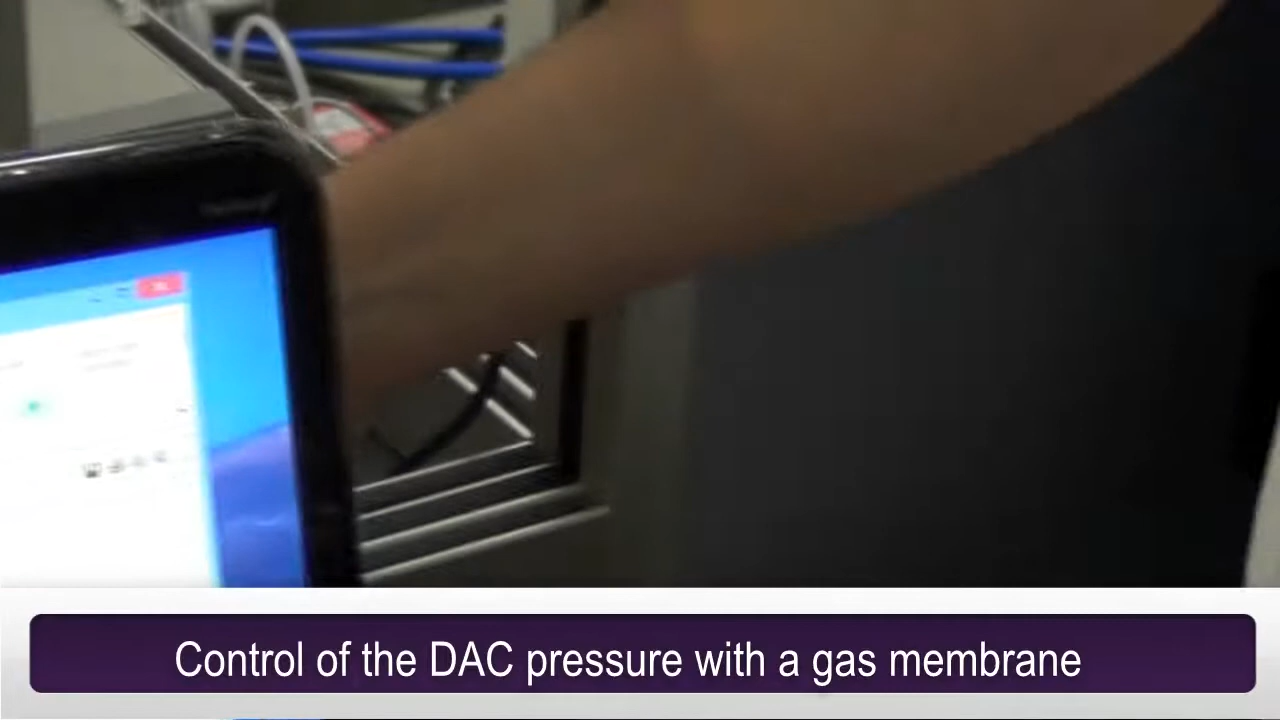 Control of the DAC pressure with a gas membrane